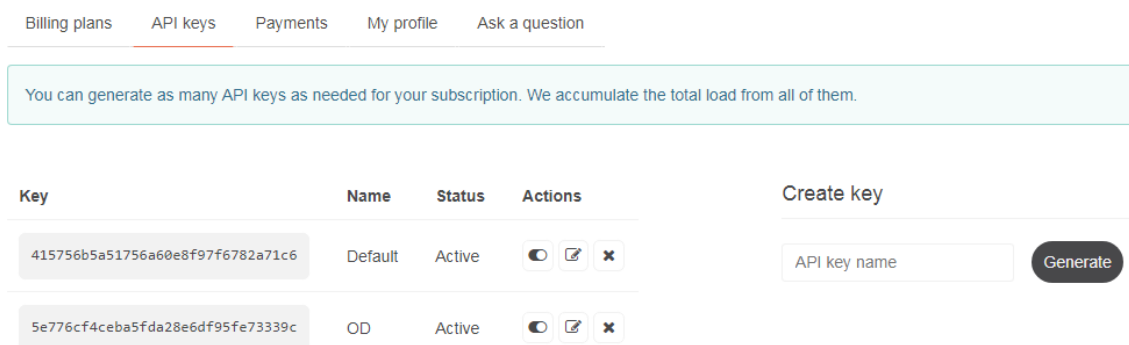 Billing plans API keys Payments My profile Ask a question
You can generate as many API keys as needed for your subscription. We accumulate the total load from all of them.
Key Name Status Actions
415756b5a51756a60e8f97f6782a71c6 Default Active
5e776cf4ceba5fda28e6df95fe73339c OD Active
Create key
API key name Generate